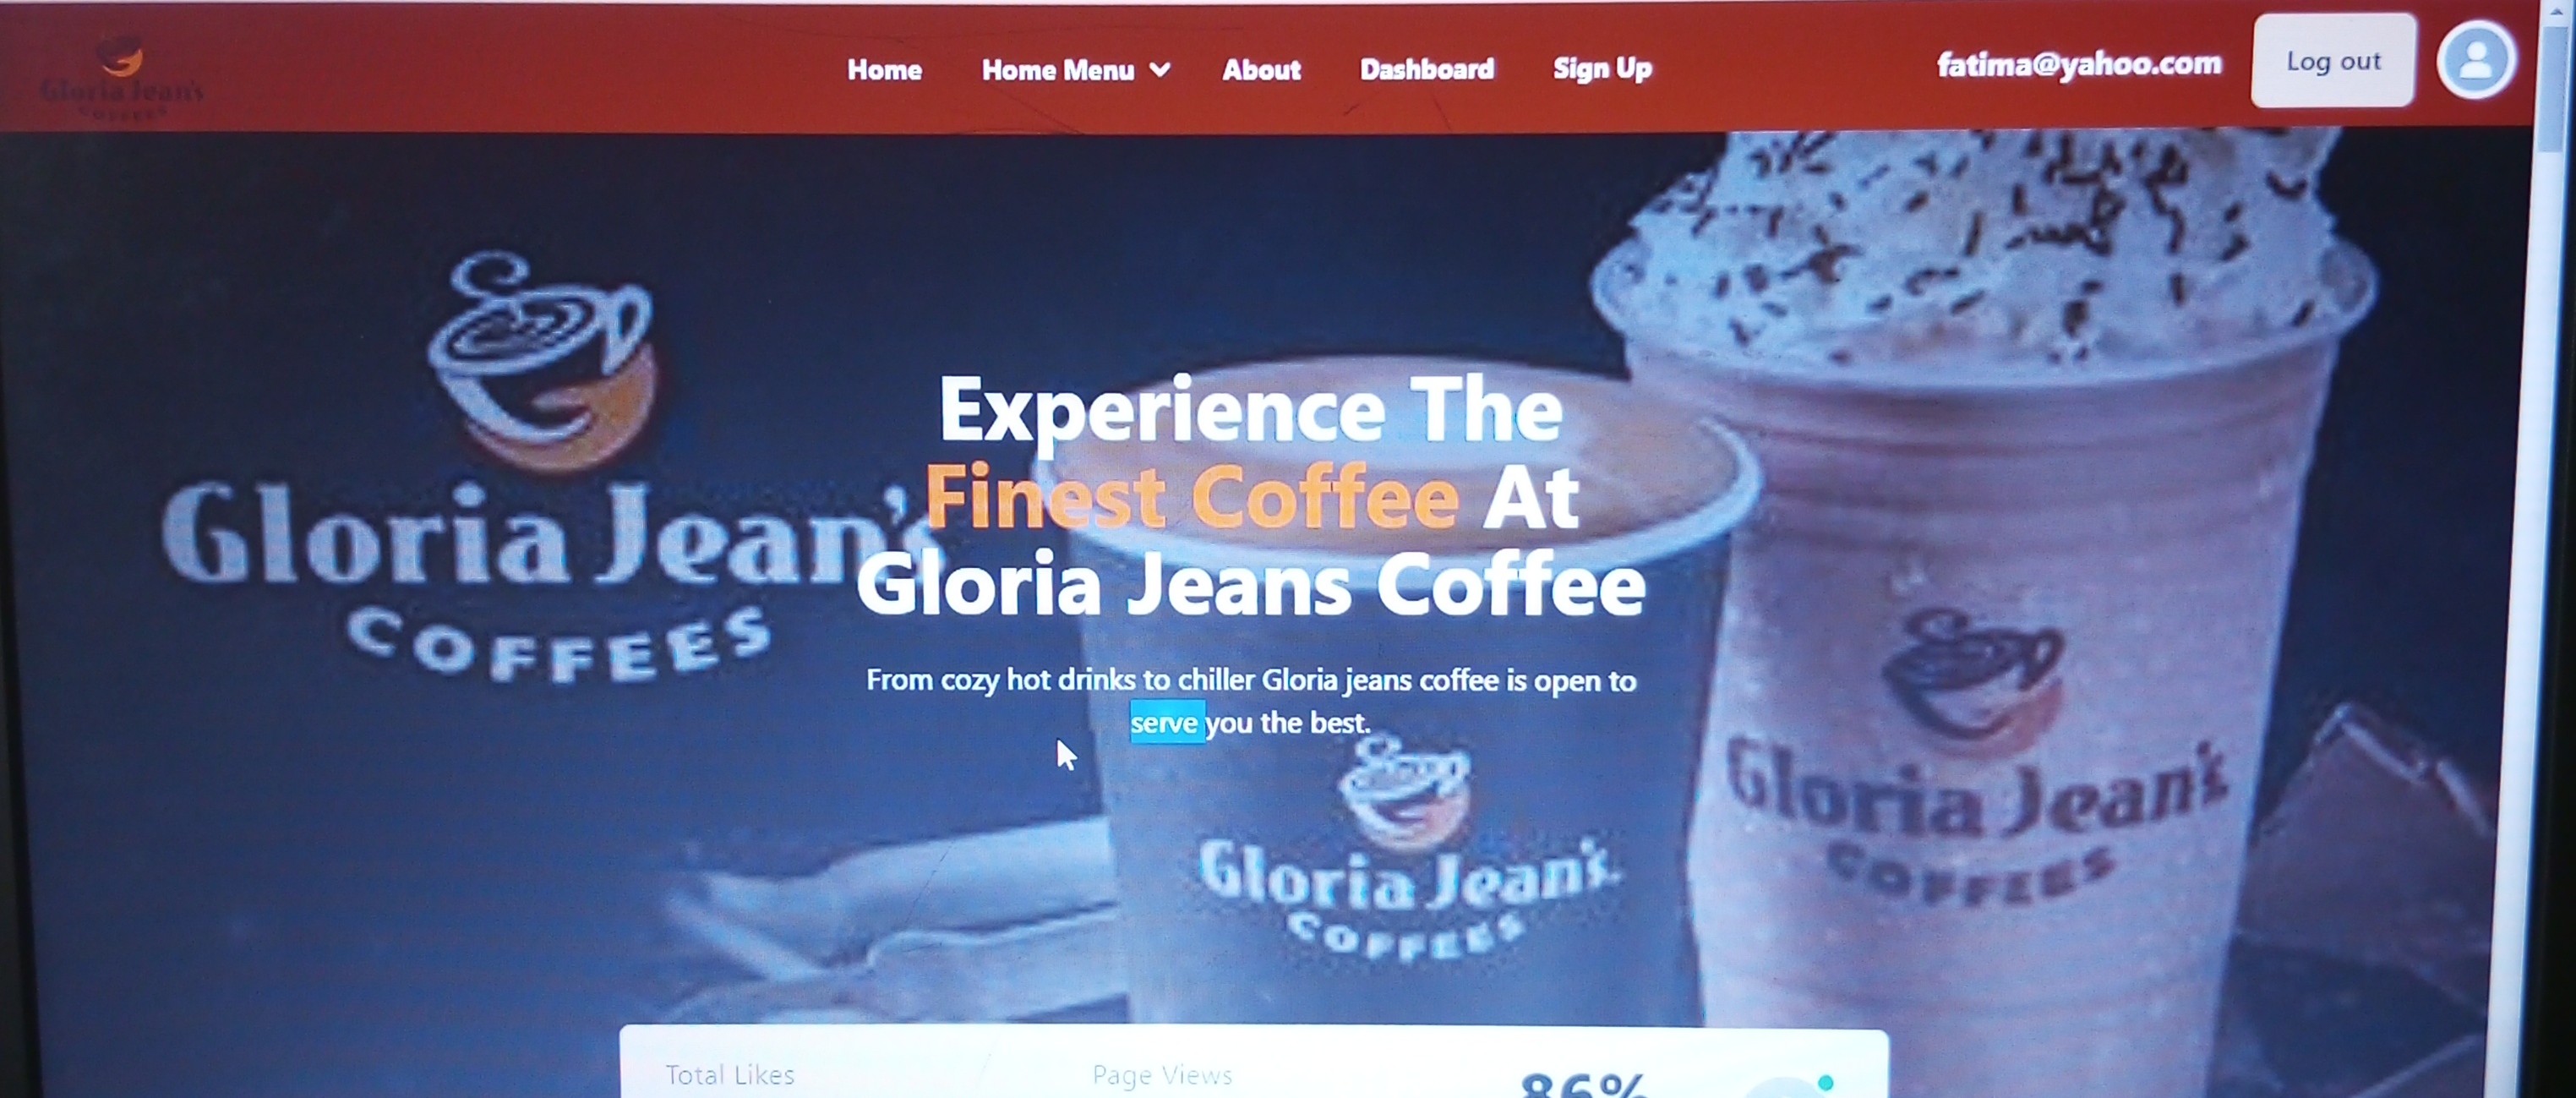 Gloria Jean's
COFFEES
Home
Home Menu
About
Dashboard
Sign Up
fatima@yahoo.com
Log out
Gloria Jean's
COFFEES
Experience The
Finest Coffee At
Gloria Jeans Coffee
From cozy hot drinks to chiller Gloria jeans coffee is open to
serve you the best.
Gloria Jean's
COFFEES
Gloria Jean's
COFFEES
Total Likes
Page Views
86%